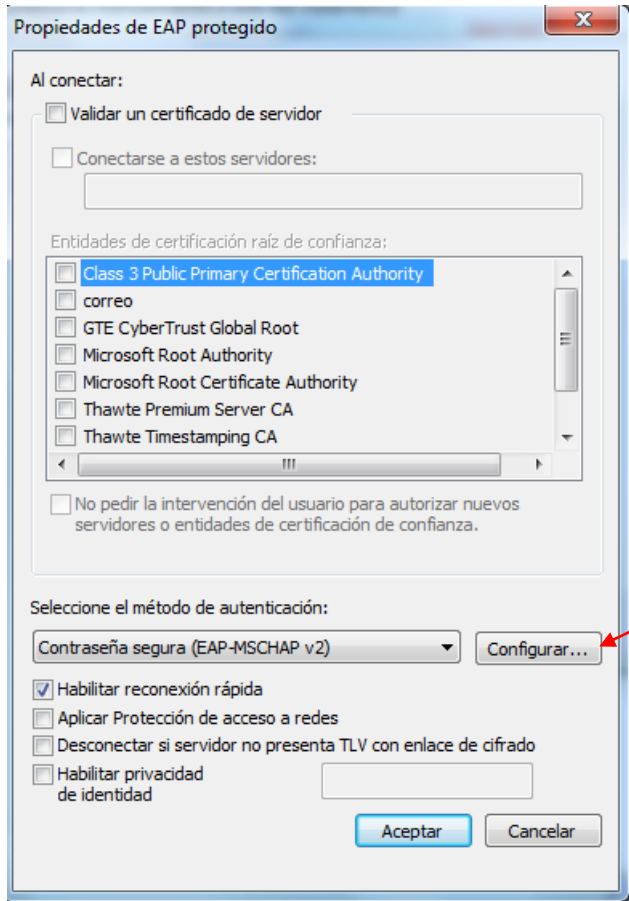 Propiedades de EAP protegido
Al conectar:
Validar un certificado de servidor
Conectarse a estos servidores:
Entidades de certificación raíz de confianza:
Class 3 Public Primary Certification Authority
correo
GTE CyberTrust Global Root
Microsoft Root Authority
Microsoft Root Certificate Authority
Thawte Premium Server CA
Thawte Timestamping CA
No pedir la intervención del usuario para autorizar nuevos
servidores o entidades de certificación de confianza.
Seleccione el método de autenticación:
Contraseña segura (EAP-MSCHAP v2)
Configurar...
Habilitar reconexión rápida
Aplicar Protección de acceso a redes
Desconectar si servidor no presenta TLV con enlace de cifrado
Habilitar privacidad
de identidad
Aceptar
Cancelar